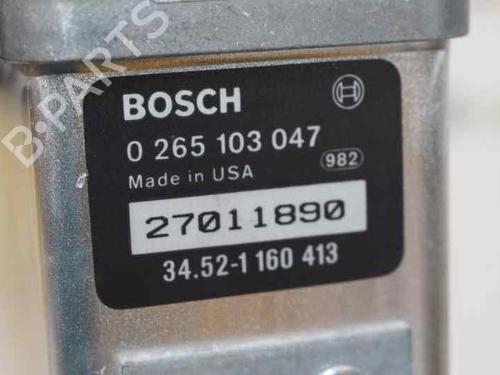 B-PARTS
BOSCH
0 265 103 047
Made in USA
982
27011890
34.52-1 160 413